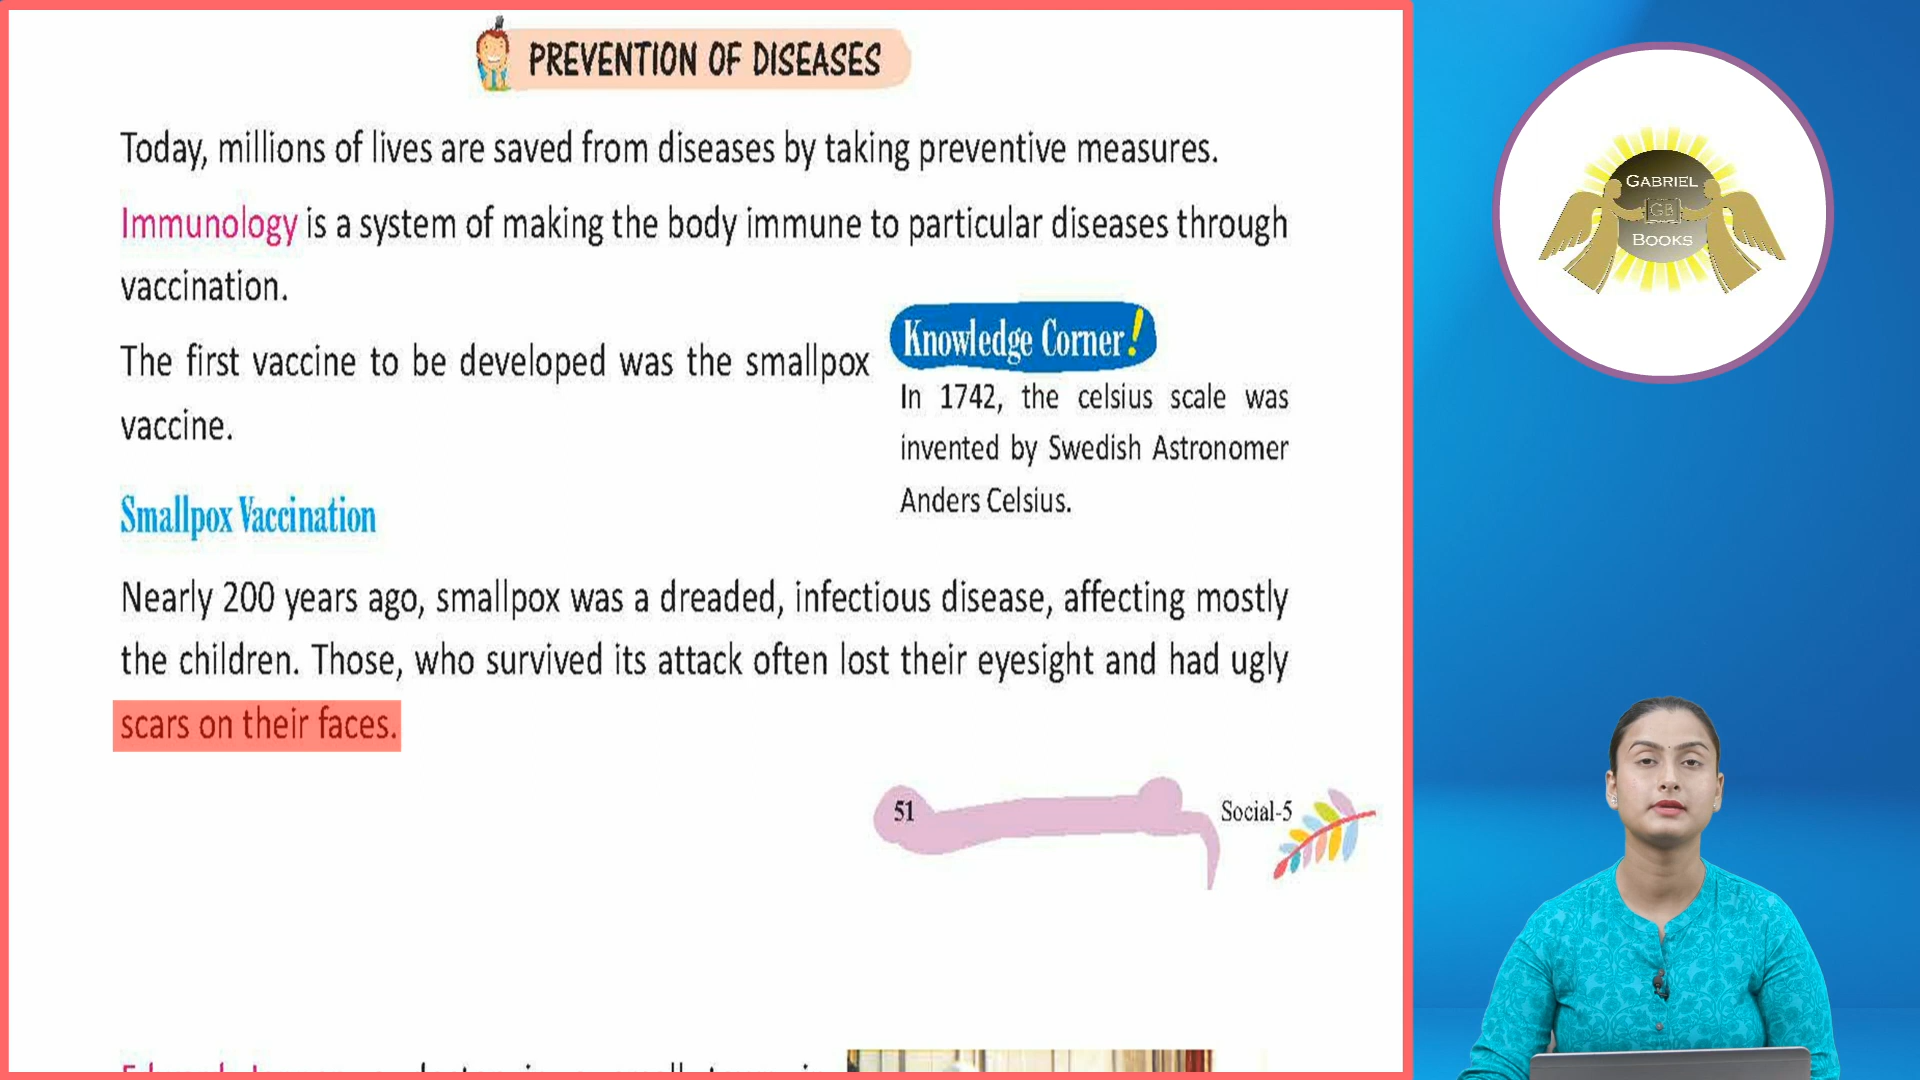 PREVENTION OF DISEASES
Today, millions of lives are saved from diseases by taking preventive measures.
Immunology is a system of making the body immune to particular diseases through
vaccination.
The first vaccine to be developed was the smallpox
vaccine.
Knowledge Corner!
In 1742, the celsius scale was
invented by Swedish Astronomer
Anders Celsius.
Smallpox Vaccination
Nearly 200 years ago, smallpox was a dreaded, infectious disease, affecting mostly
the children. Those, who survived its attack often lost their eyesight and had ugly
scars on their faces.
51
Social-5
GABRIEL
GB
BOOKS